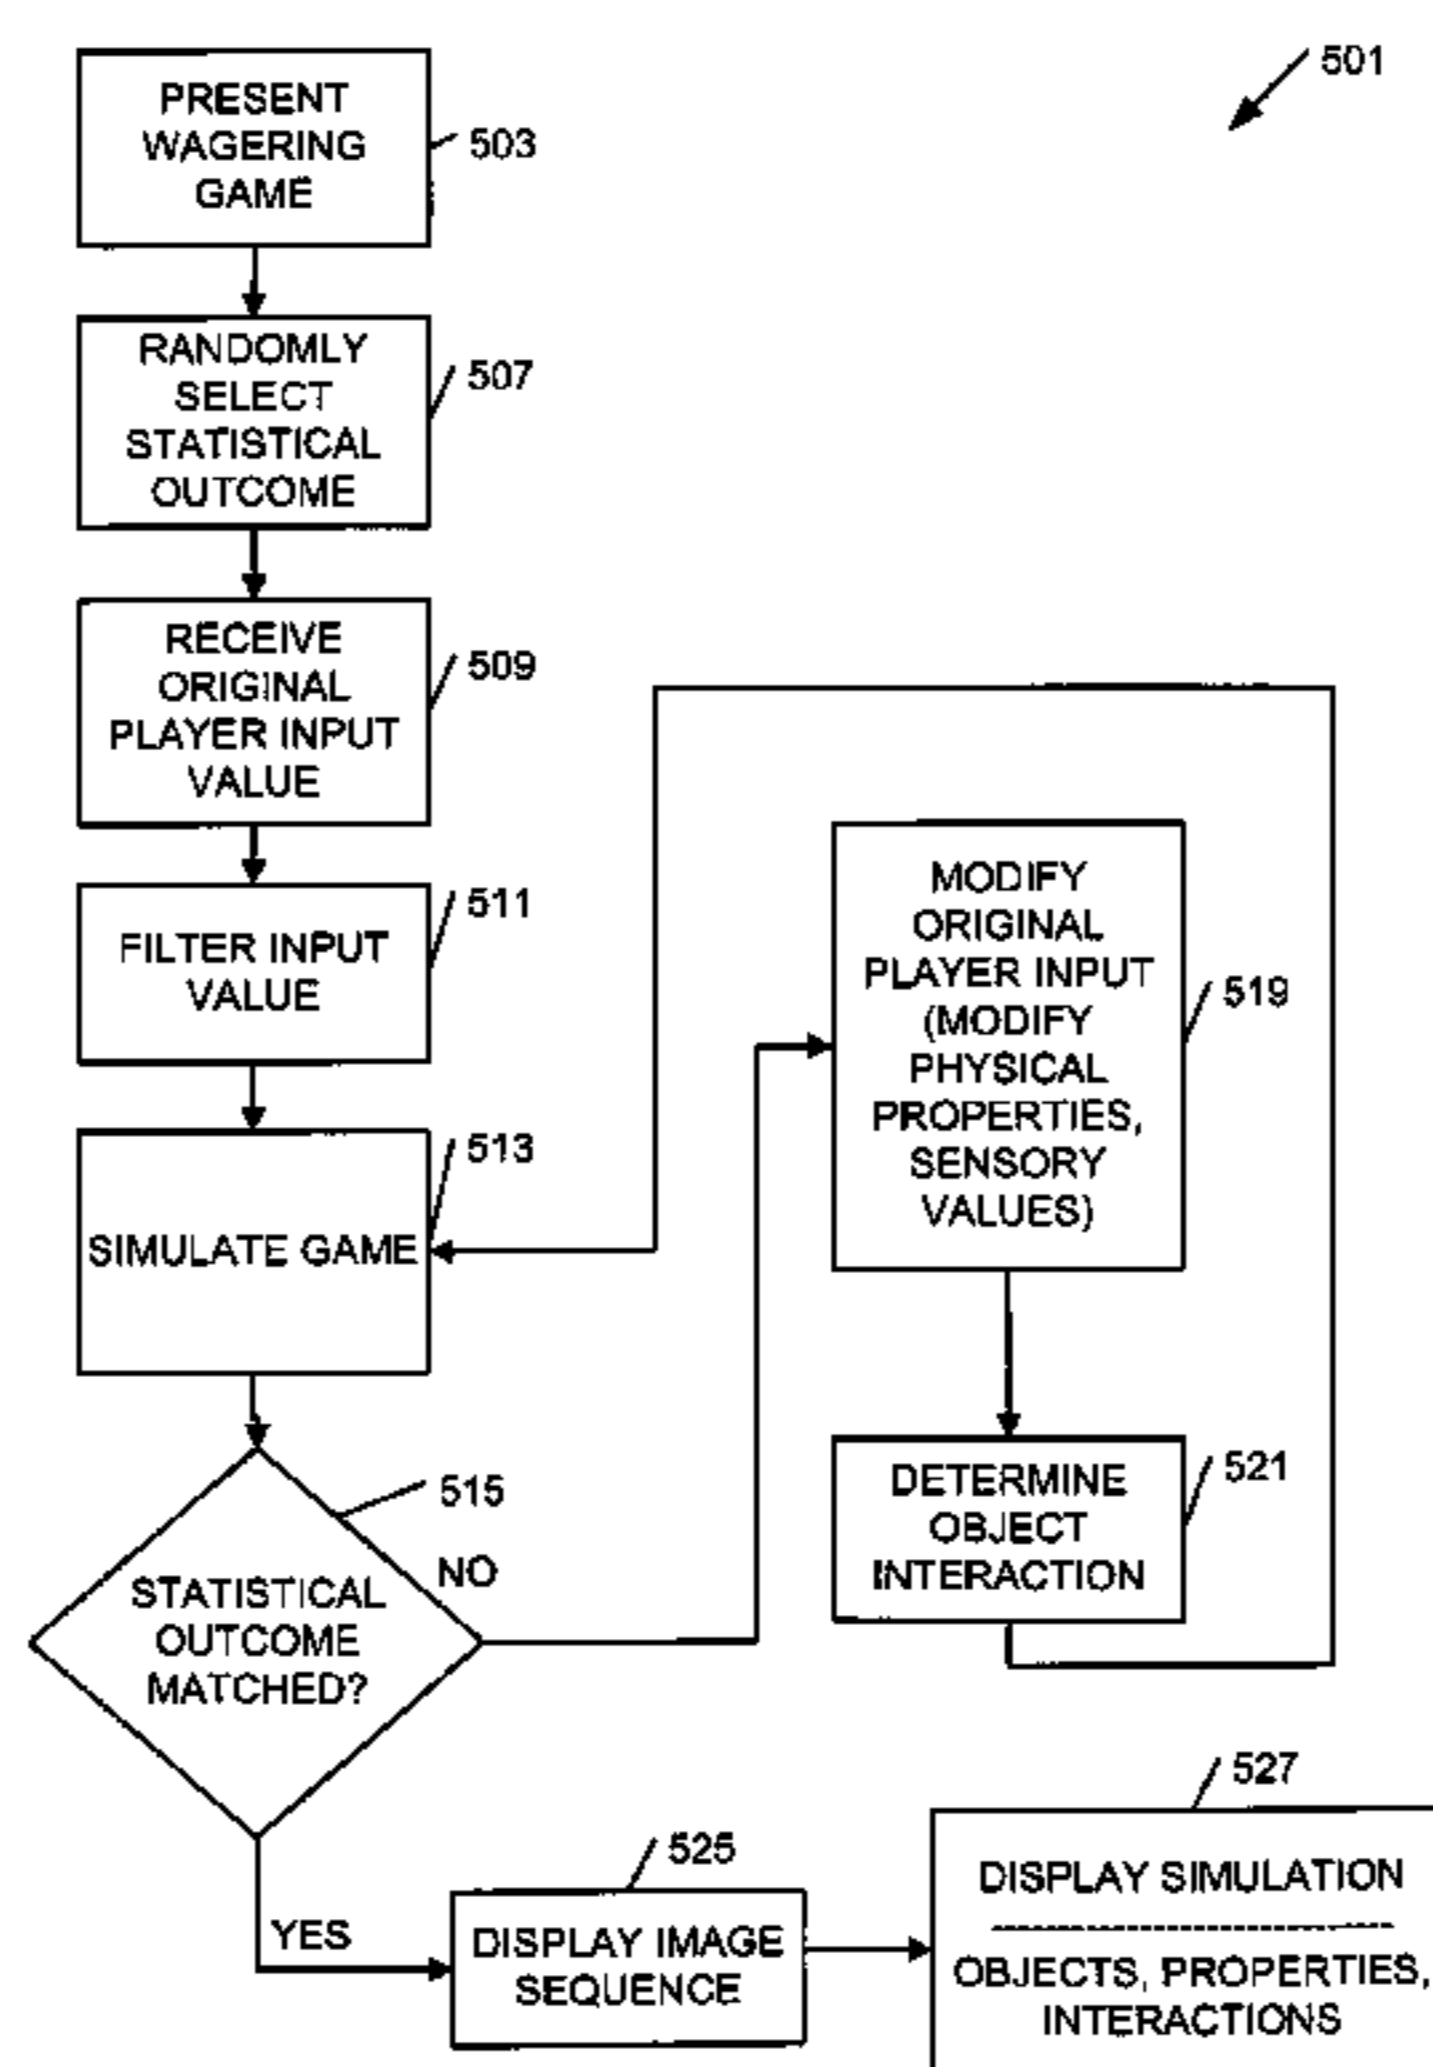 501
PRESENT
WAGERING
GAME
503
RANDOMLY
SELECT
STATISTICAL
OUTCOME
507
RECEIVE
ORIGINAL
PLAYER INPUT
VALUE
509
FILTER INPUT
VALUE
511
SIMULATE GAME
513
STATISTICAL
OUTCOME
MATCHED?
515
NO
MODIFY
ORIGINAL
PLAYER INPUT
(MODIFY
PHYSICAL
PROPERTIES,
SENSORY
VALUES)
519
DETERMINE
OBJECT
INTERACTION
521
YES
DISPLAY IMAGE
SEQUENCE
525
DISPLAY SIMULATION
OBJECTS, PROPERTIES,
INTERACTIONS
527